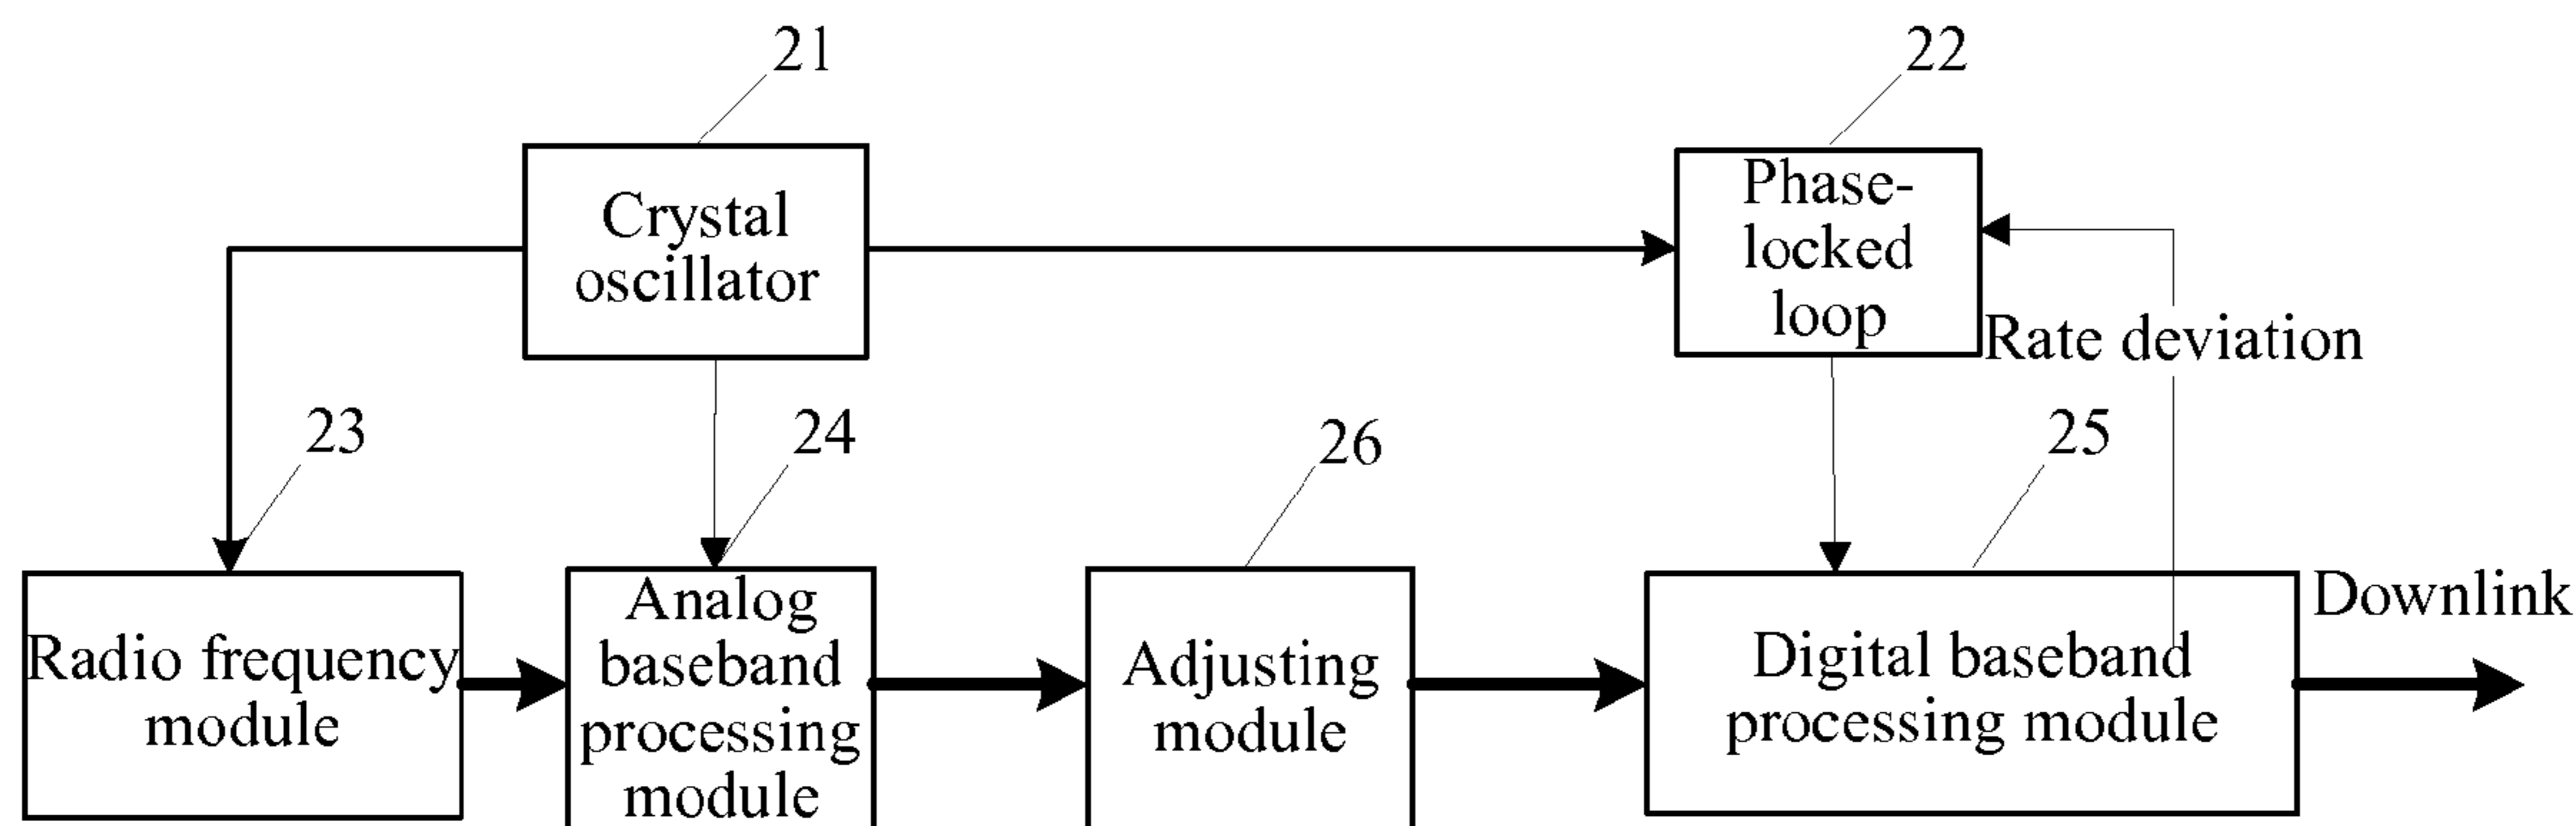 21
22
Crystal
oscillator
Phase-
locked
loop
Rate deviation
23
24
26
25
Radio frequency
module
Analog
baseband
processing
module
Adjusting
module
Digital baseband
processing module
Downlink